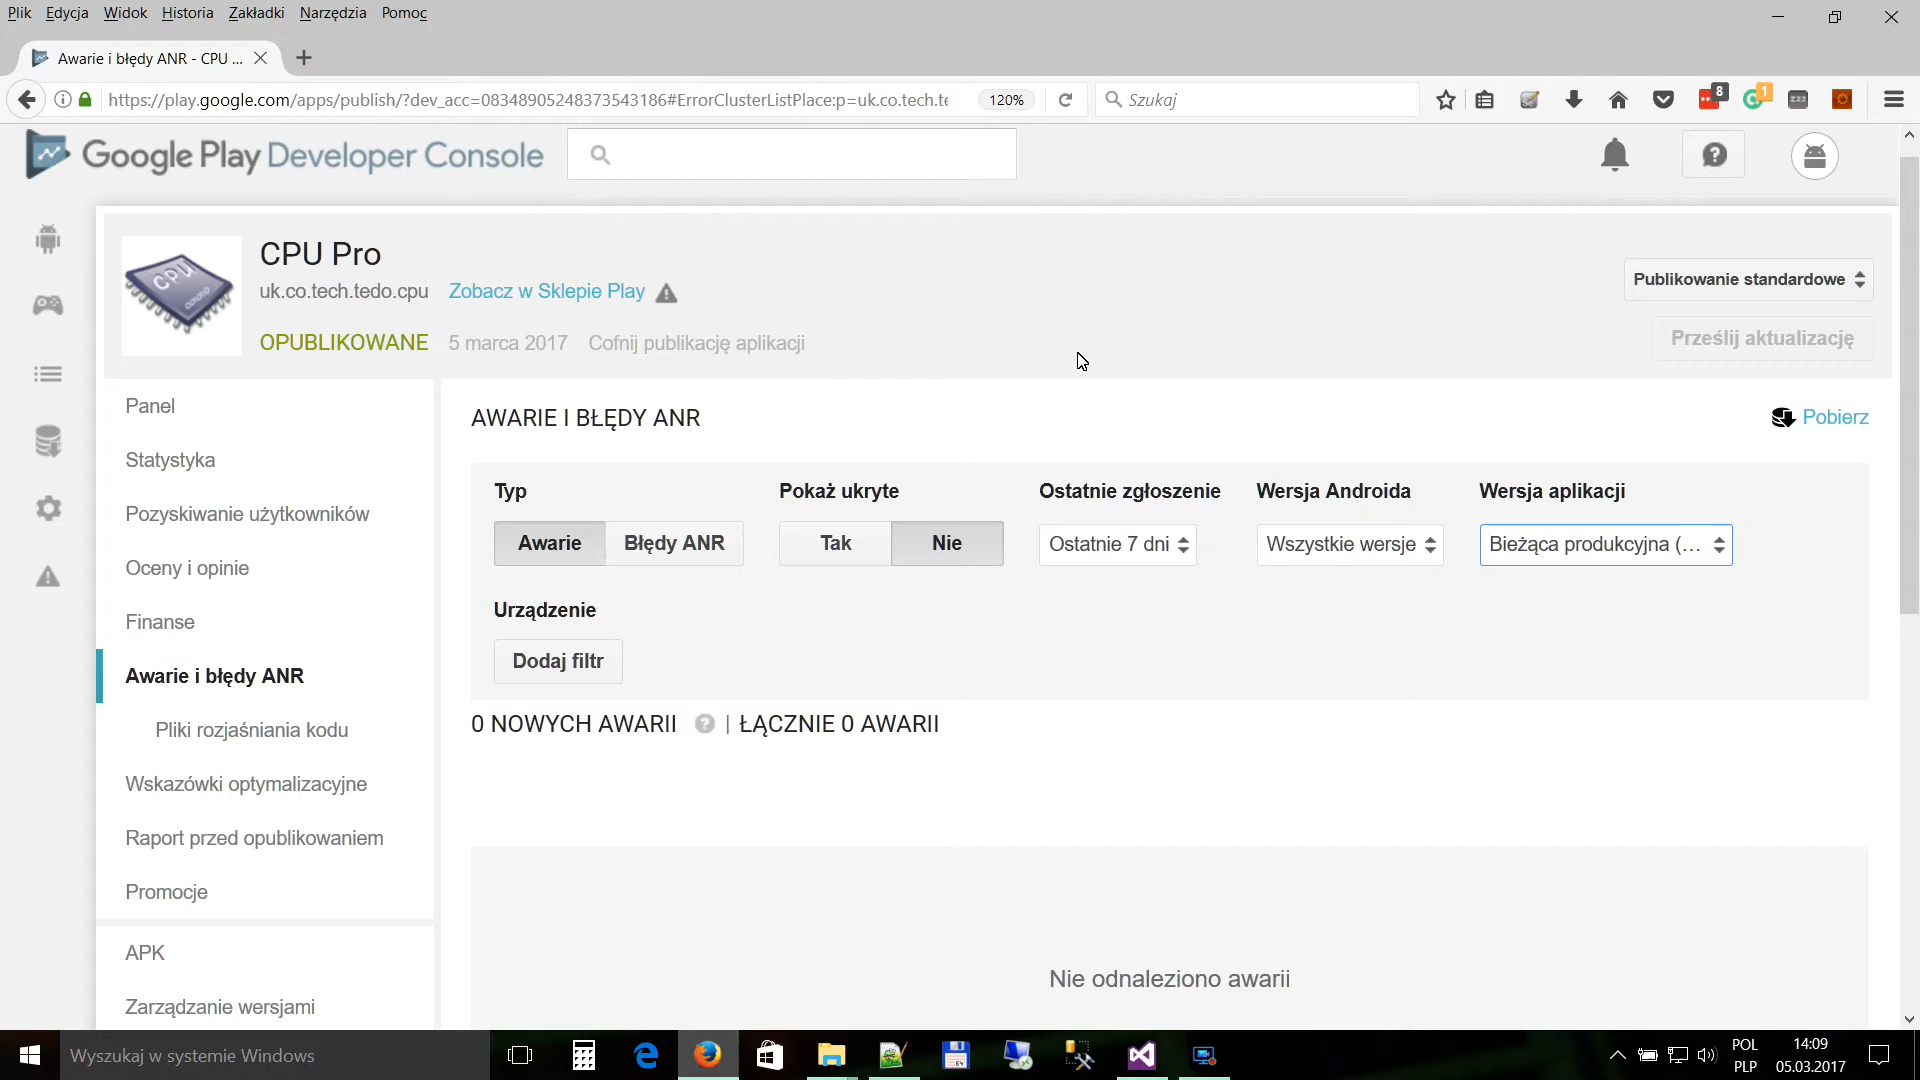 Plik Edycja Widok Historia Zakładki Narzędzia Pomoc
Awarie i błędy ANR - CPU ...
https://play.google.com/apps/publish/?dev_acc=08348905248373543186#ErrorClusterListPlace:p=uk.co.tech.te 120% Szukaj 8 1 zzz
Google Play Developer Console
CPU
CPU Pro
uk.co.tech.tedo.cpu Zobacz w Sklepie Play
Publikowanie standardowe
OPUBLIKOWANE 5 marca 2017 Cofnij publikację aplikacji
Prześlij aktualizację
Panel
Statystyka
Pozyskiwanie użytkowników
Oceny i opinie
Finanse
Awarie i błędy ANR
Pliki rozjaśniania kodu
Wskazówki optymalizacyjne
Raport przed opublikowaniem
Promocje
APK
Zarządzanie wersjami
AWARIE I BŁĘDY ANR
Pobierz
Typ Pokaż ukryte Ostatnie zgłoszenie Wersja Androida Wersja aplikacji
Awarie Błędy ANR Tak Nie Ostatnie 7 dni Wszystkie wersje Bieżąca produkcyjna (...
Urządzenie
Dodaj filtr
0 NOWYCH AWARII ? | ŁĄCZNIE 0 AWARII
Nie odnaleziono awarii
Wyszukaj w systemie Windows
64
POL
PLP
14:09
05.03.2017